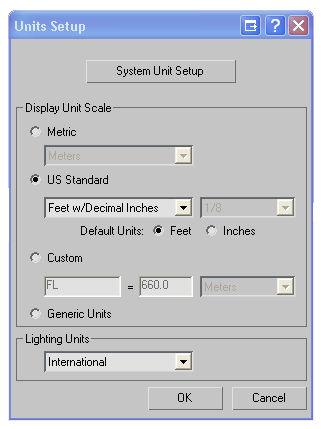 Units Setup
System Unit Setup
Display Unit Scale
Metric
Meters
US Standard
Feet w/Decimal Inches 1/8
Default Units: Feet Inches
Custom
FL = 660.0 Meters
Generic Units
Lighting Units
International
OK Cancel